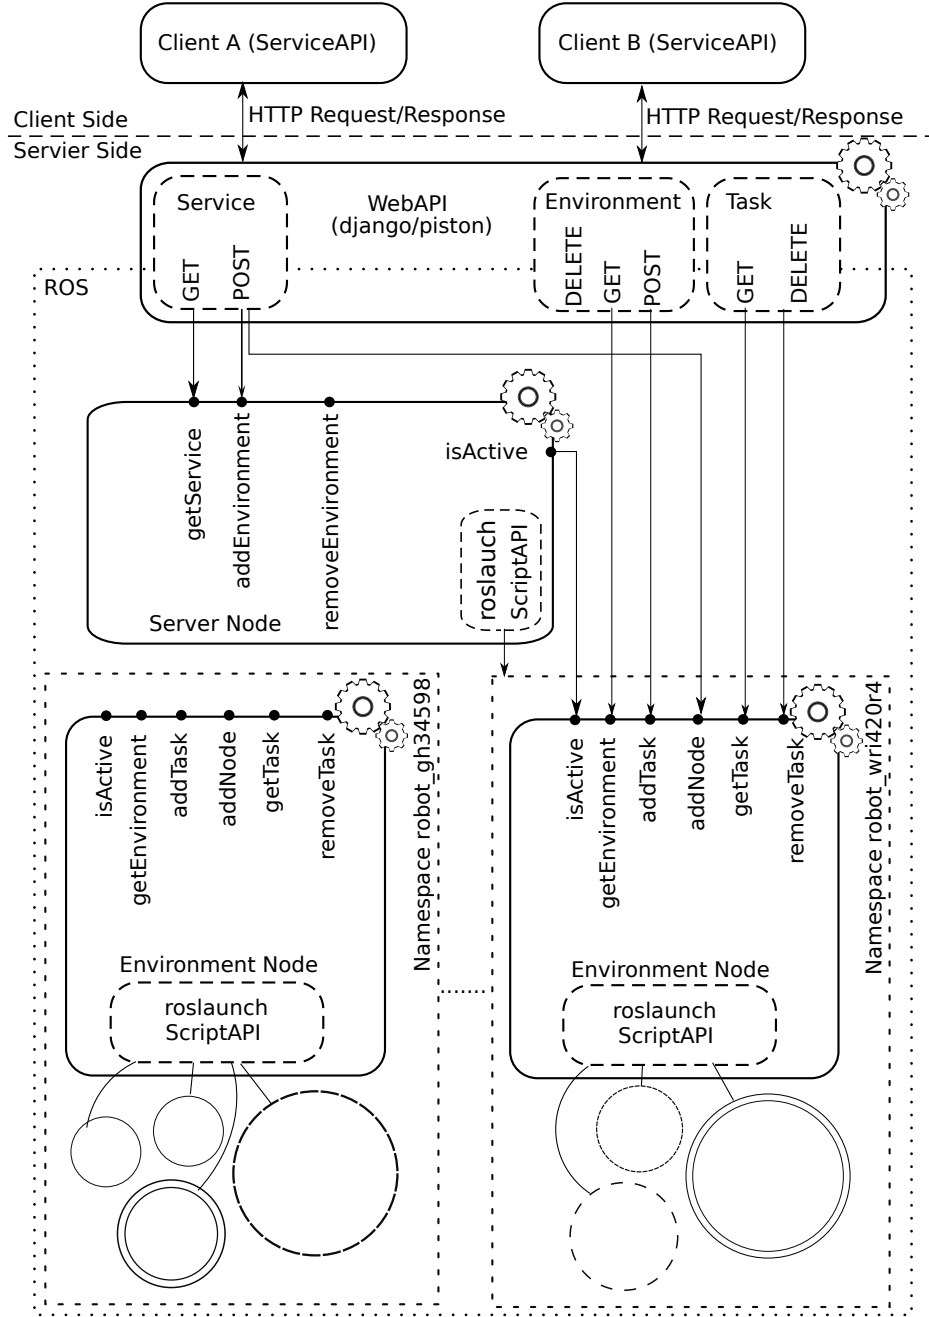 Client A (ServiceAPI)
Client B (ServiceAPI)
HTTP Request/Response
HTTP Request/Response
Client Side
Servier Side
Service
GET
POST
WebAPI
(django/piston)
Environment
DELETE
GET
POST
Task
GET
DELETE
ROS
getService
addEnvironment
removeEnvironment
isActive
roslauch
ScriptAPI
Server Node
isActive
getEnvironment
addTask
addNode
getTask
removeTask
Namespace robot_gh34598
Environment Node
roslaunch
ScriptAPI
isActive
getEnvironment
addTask
addNode
getTask
removeTask
Namespace robot_wri420r4
Environment Node
roslaunch
ScriptAPI